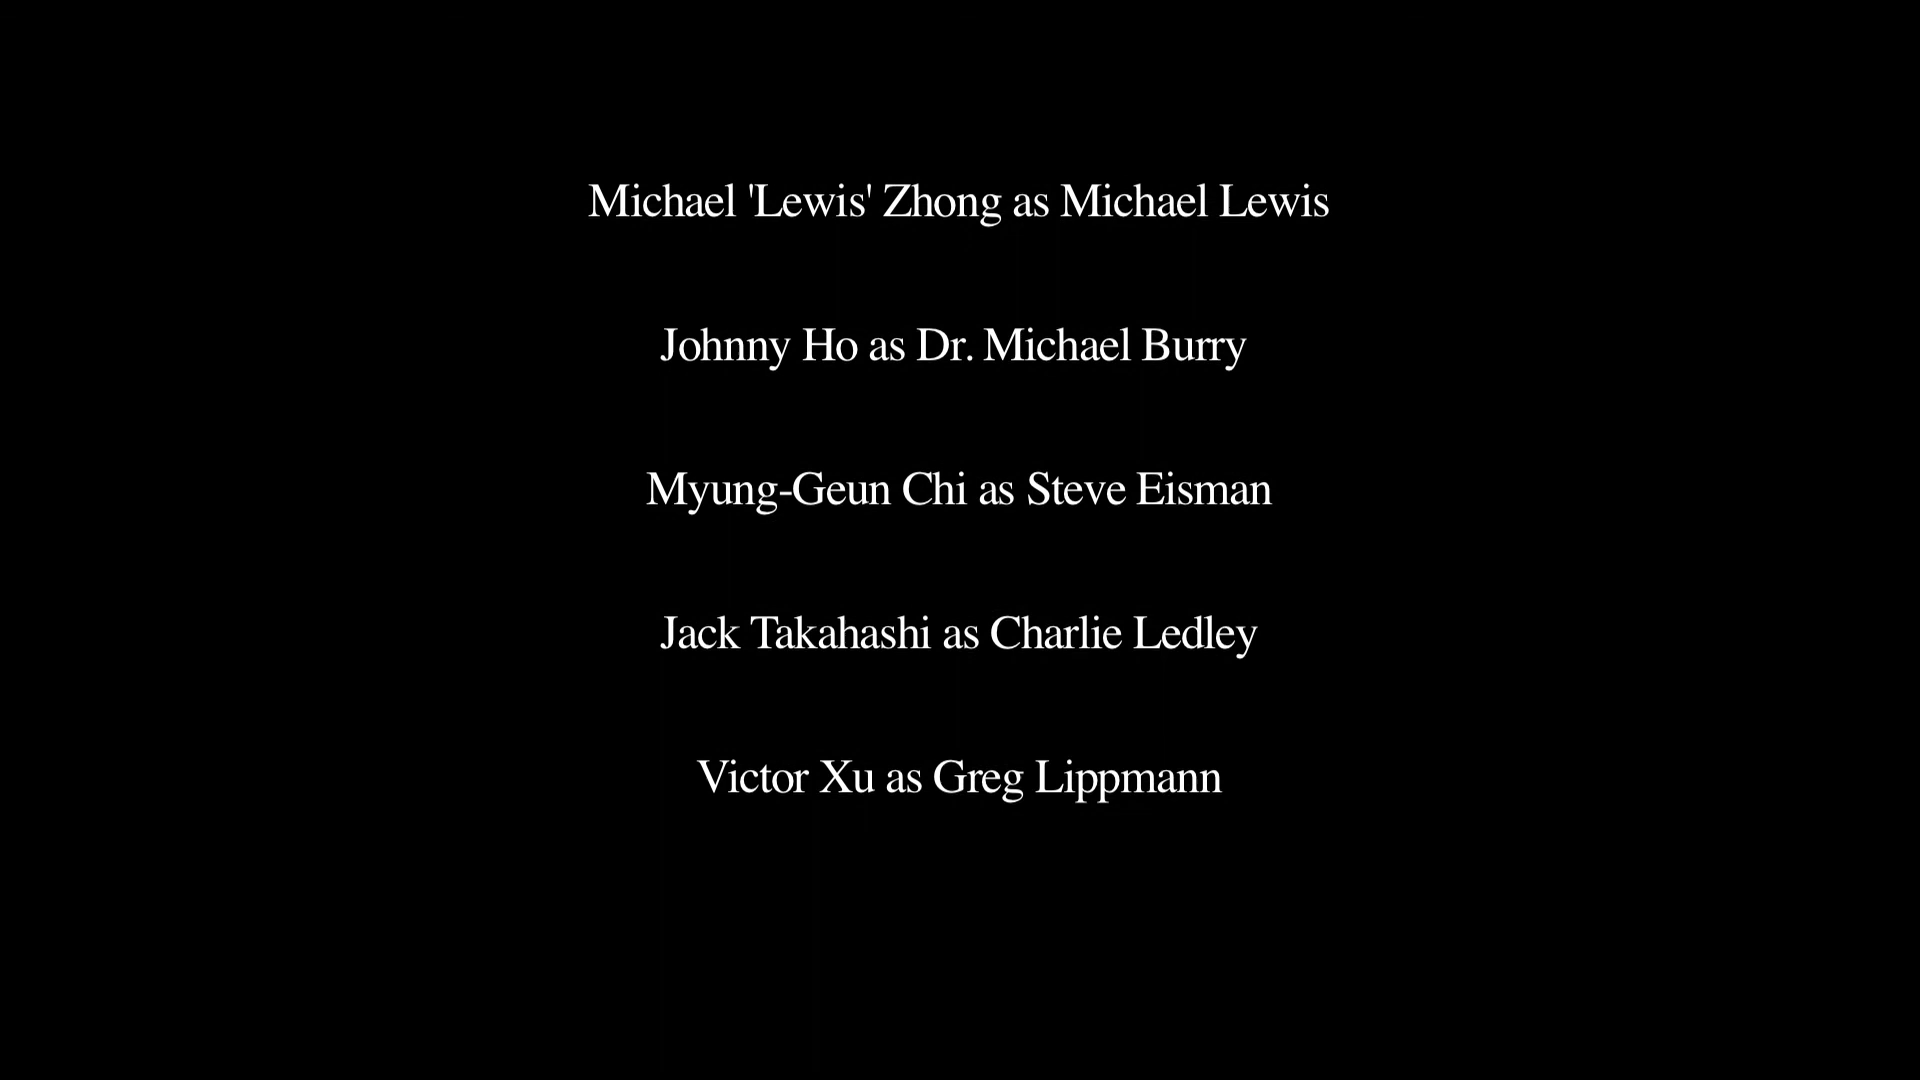 Michael 'Lewis' Zhong as Michael Lewis
Johnny Ho as Dr. Michael Burry
Myung-Geun Chi as Steve Eisman
Jack Takahashi as Charlie Ledley
Victor Xu as Greg Lippmann